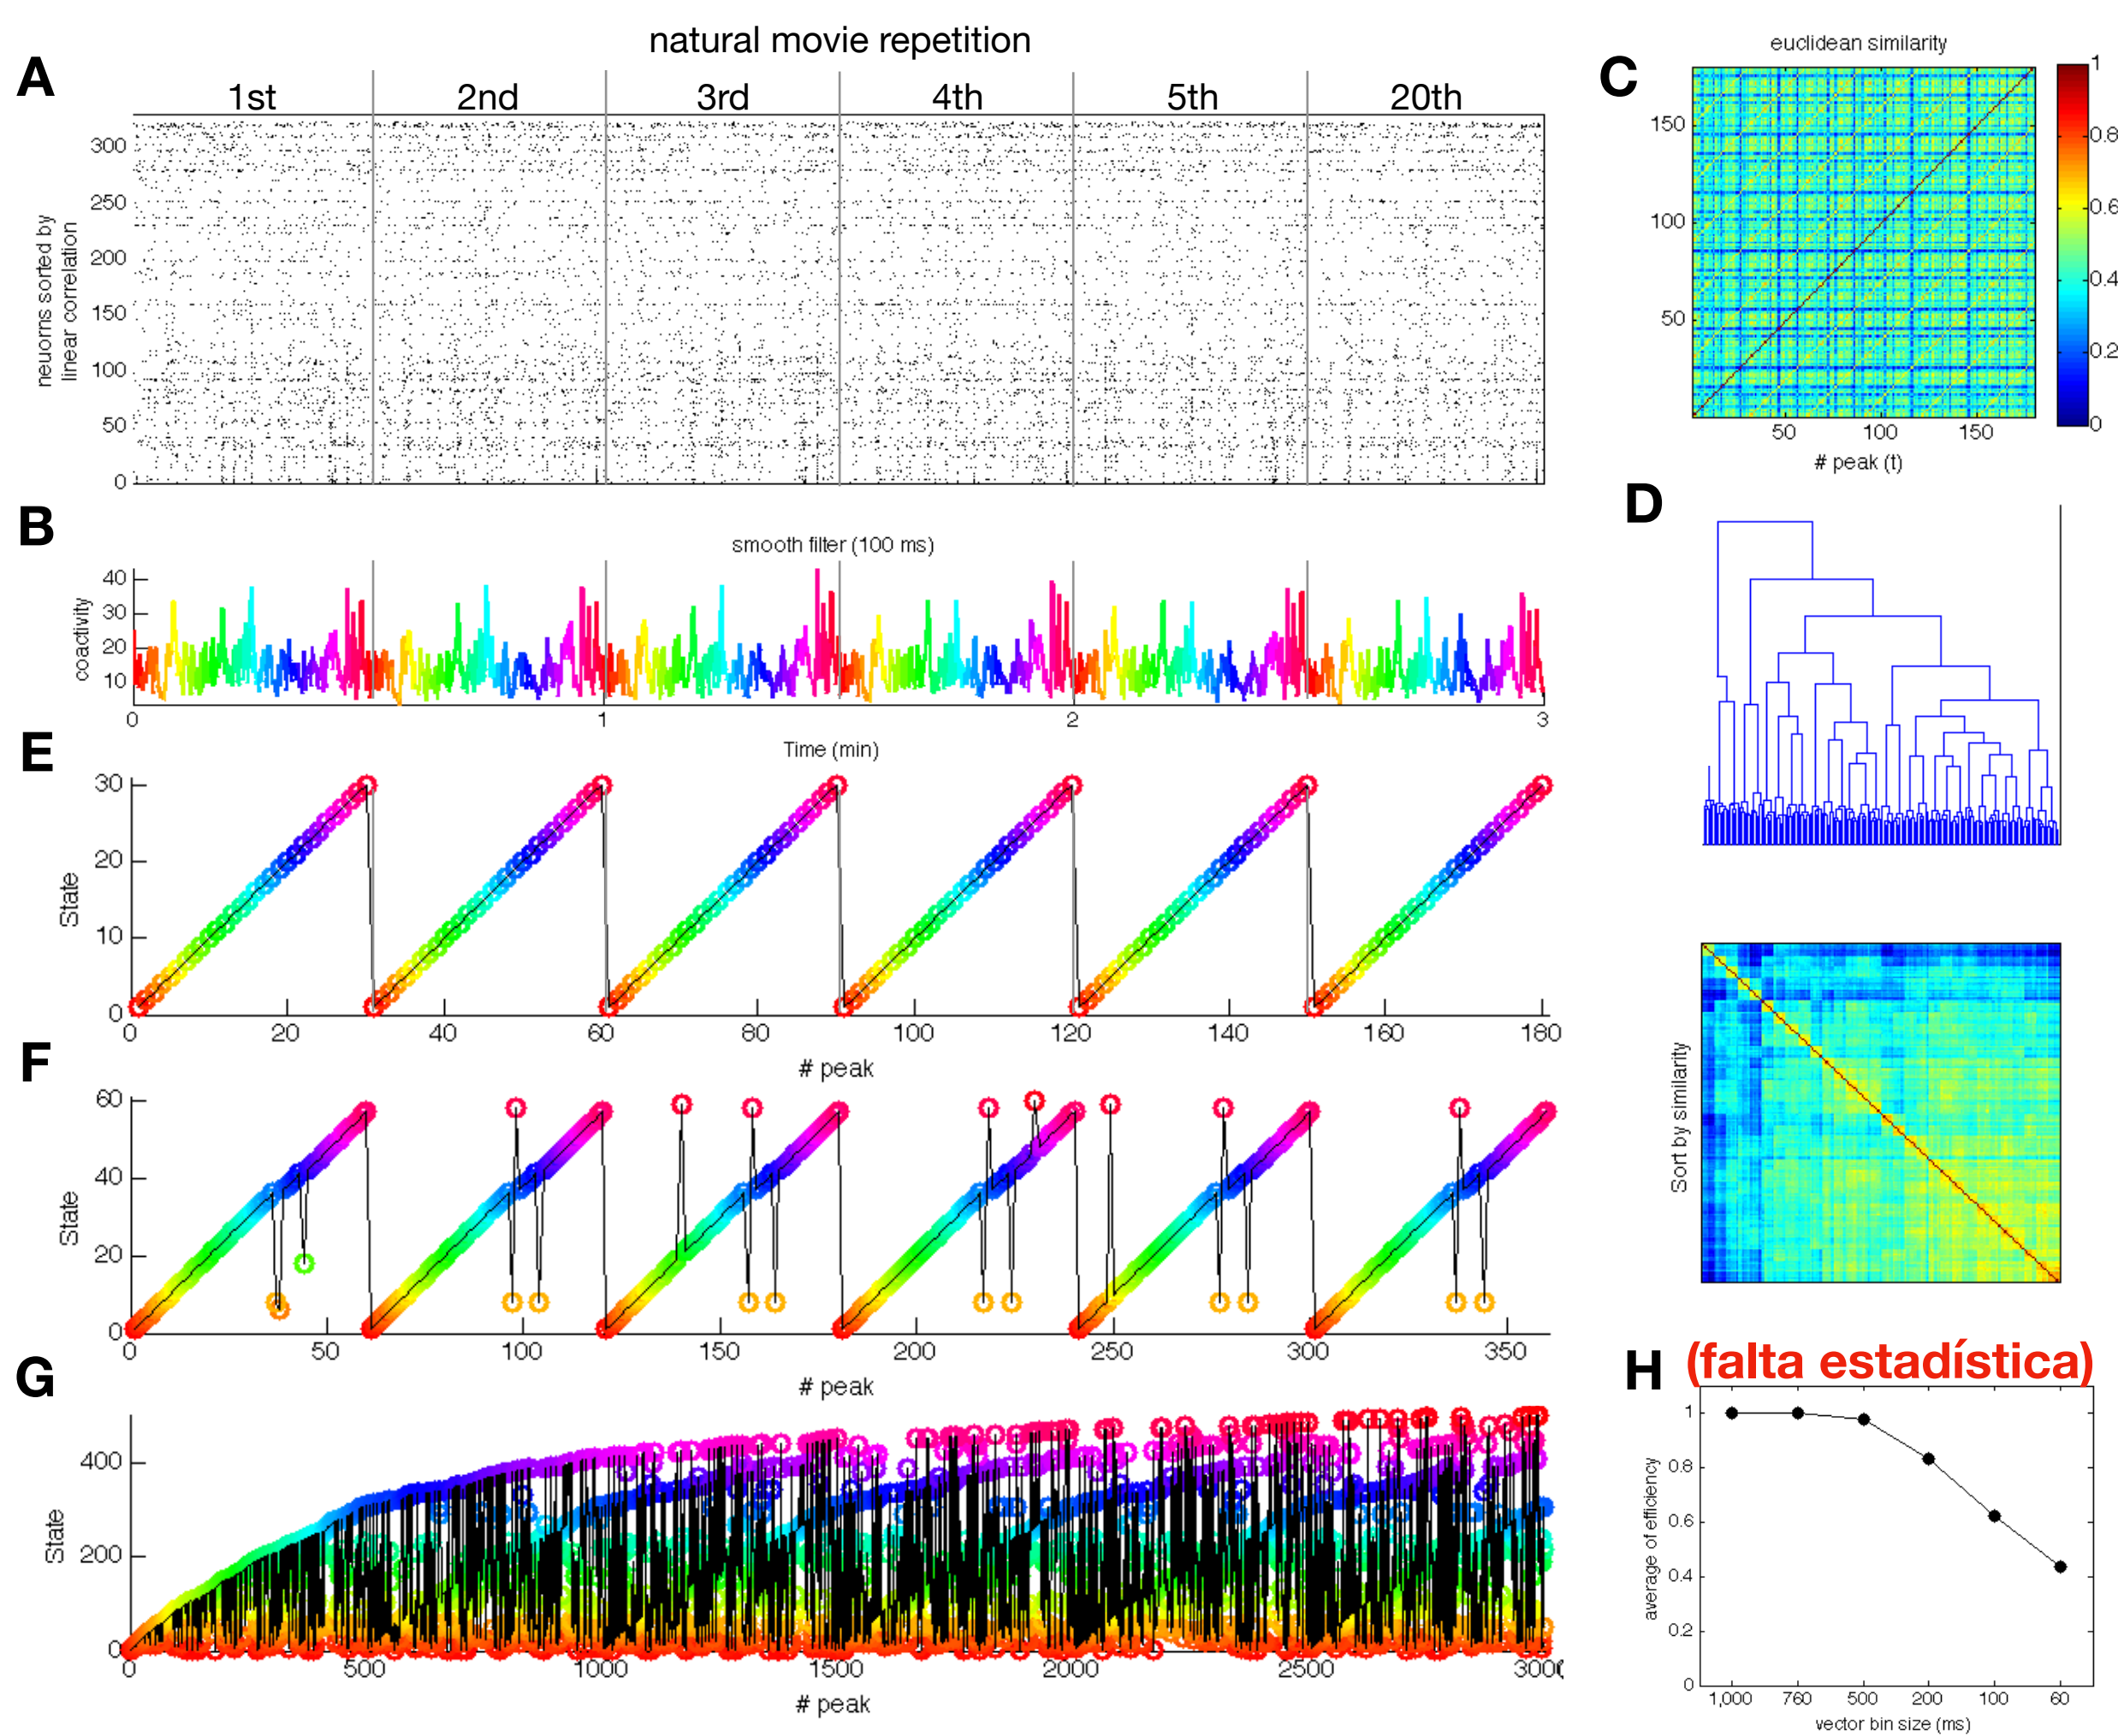 natural movie repetition
A
1st 2nd 3rd 4th 5th 20th
neuorns sorted by
linear correlation
300
250
200
150
100
50
0
B
smooth filter (100 ms)
coactivity
40
30
20
10
0 1 2 3
Time (min)
E
State
30
20
10
0
0 20 40 60 80 100 120 140 160 180
# peak
F
State
60
40
20
0
0 50 100 150 200 250 300 350
# peak
G
State
400
200
0
0 500 1000 1500 2000 2500 3000
# peak
C
euclidean similarity
150
100
50
50 100 150
# peak (t)
1
0.8
0.6
0.4
0.2
0
D
Sort by similarity
H (falta estadística)
average of efficiency
1
0.8
0.6
0.4
0.2
0
1,000 760 500 200 100 60
vector bin size (ms)